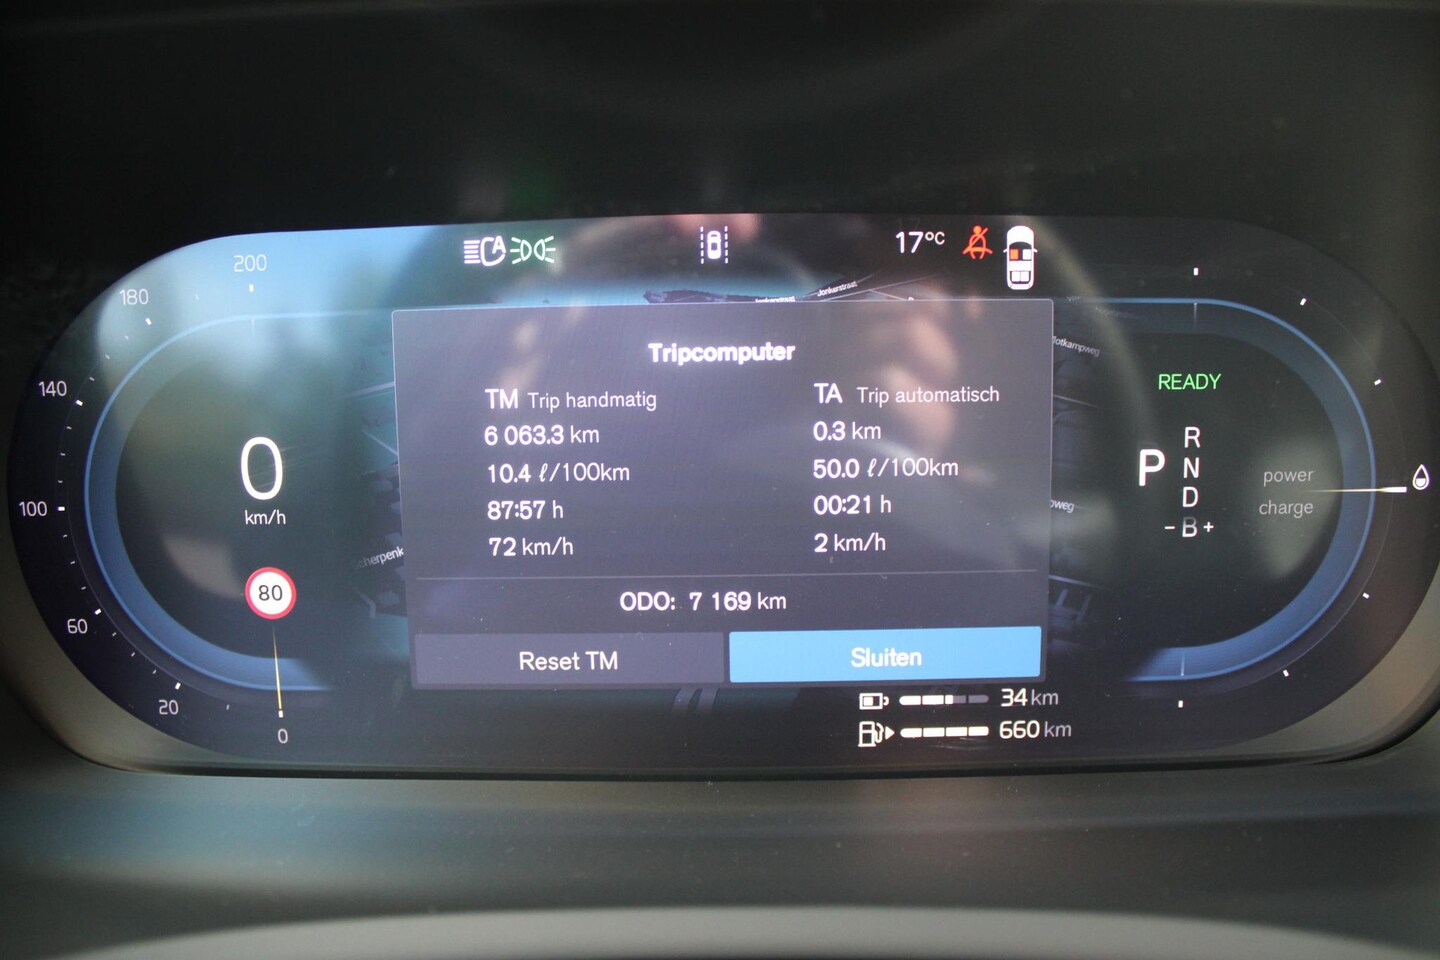 200
180
140
100
60
20
0
0
km/h
80
A
17°C
Jonkerstraat
Tripcomputer
TM Trip handmatig
6 063.3 km
10.4 ℓ/100km
87:57 h
72 km/h
TA Trip automatisch
0.3 km
50.0 ℓ/100km
00:21 h
2 km/h
ODO: 7 169 km
Reset TM
Sluiten
34 km
660 km
READY
P
R
N
D
- B +
power
charge